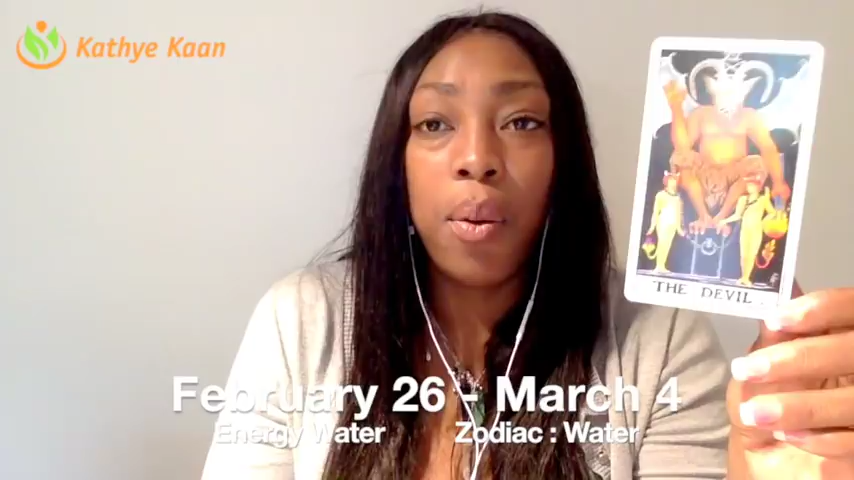 Kathye Kaan
THE DEVIL.
February 26 - March 4
Energy Water Zodiac : Water